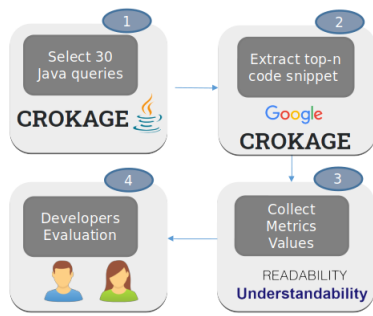 1
Select 30
Java queries
CROKAGE
2
Extract top-n
code snippet
Google
CROKAGE
3
Collect
Metrics
Values
READABILITY
Understandability
4
Developers
Evaluation